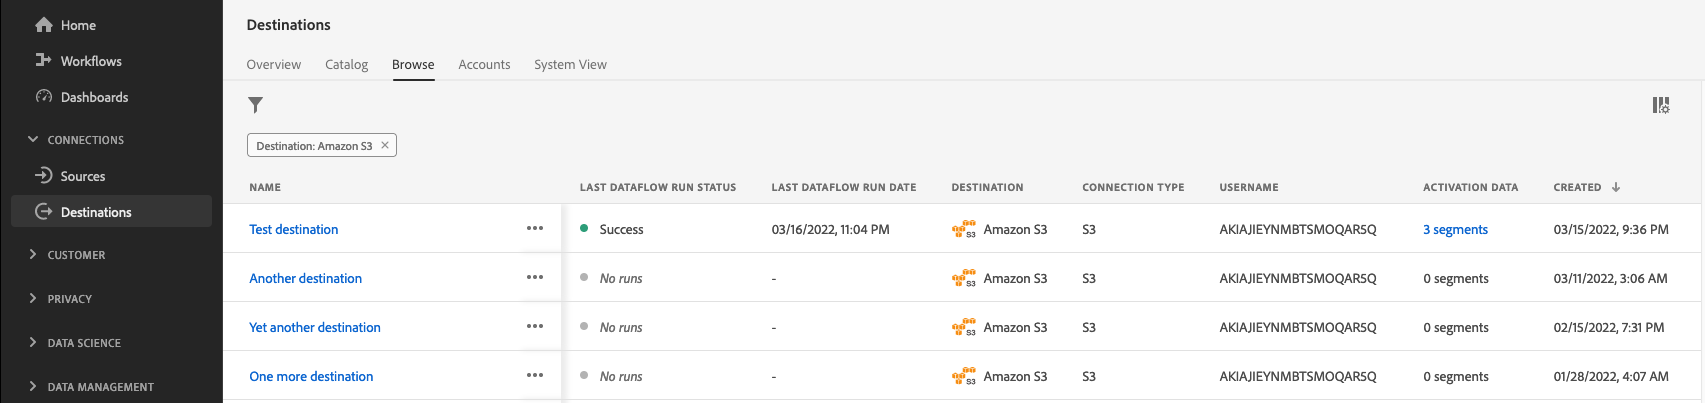 Home
Workflows
Dashboards
CONNECTIONS
Sources
Destinations
CUSTOMER
PRIVACY
DATA SCIENCE
DATA MANAGEMENT
Destinations
Overview Catalog Browse Accounts System View
Destination: Amazon S3 ×
NAME LAST DATAFLOW RUN STATUS LAST DATAFLOW RUN DATE DESTINATION CONNECTION TYPE USERNAME ACTIVATION DATA CREATED ↓
Test destination ••• Success 03/16/2022, 11:04 PM S3 Amazon S3 S3 AKIAJIEYNMBTSMOQAR5Q 3 segments 03/15/2022, 9:36 PM
Another destination ••• No runs - S3 Amazon S3 S3 AKIAJIEYNMBTSMOQAR5Q 0 segments 03/11/2022, 3:06 AM
Yet another destination ••• No runs - S3 Amazon S3 S3 AKIAJIEYNMBTSMOQAR5Q 0 segments 02/15/2022, 7:31 PM
One more destination ••• No runs - S3 Amazon S3 S3 AKIAJIEYNMBTSMOQAR5Q 0 segments 01/28/2022, 4:07 AM